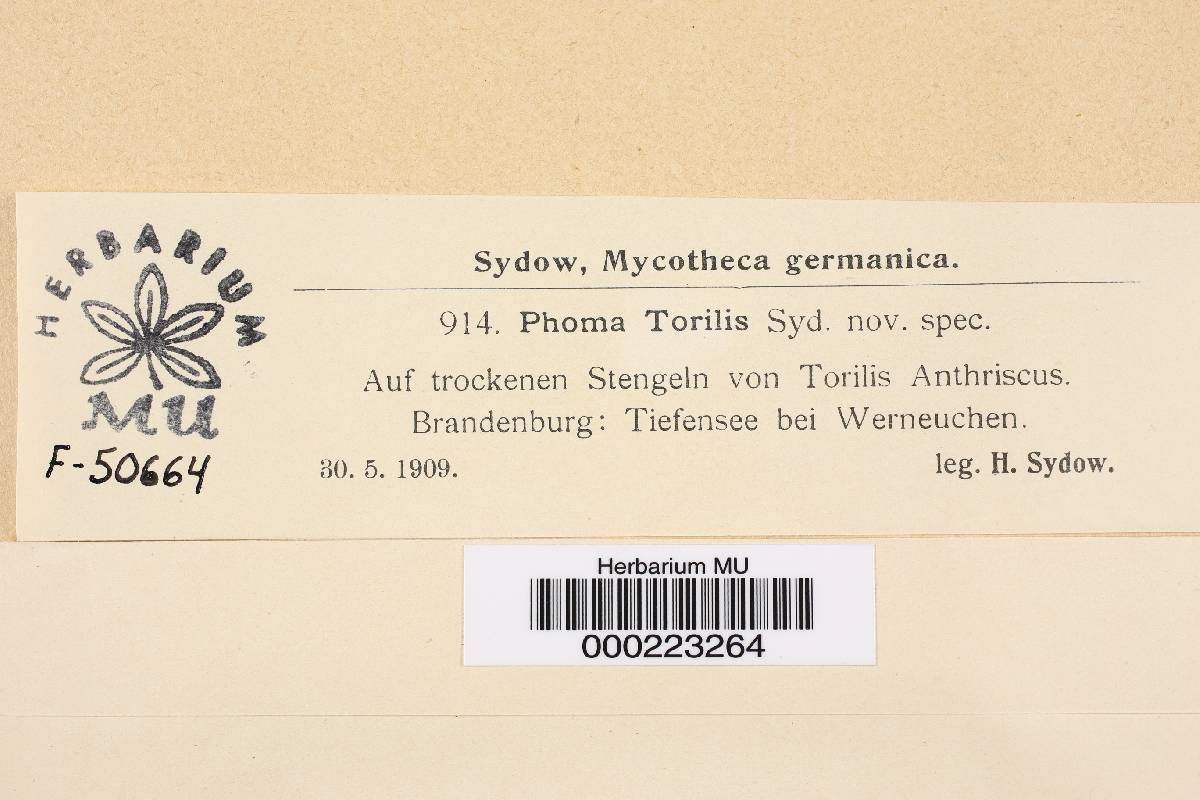 HERBARIUM
MU
F-50664
Sydow, Mycotheca germanica.
914. Phoma Torilis Syd. nov. spec.
Auf trockenen Stengeln von Torilis Anthriscus.
Brandenburg: Tiefensee bei Werneuchen.
30. 5. 1909. leg. H. Sydow.
Herbarium MU
000223264